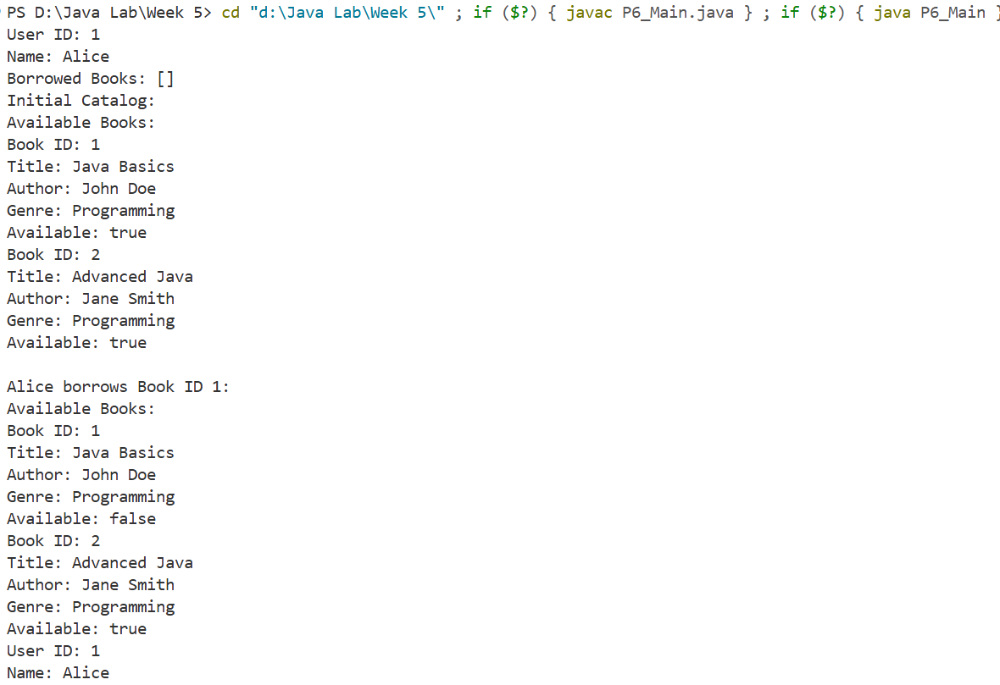 PS D:\Java Lab\Week 5> cd "d:\Java Lab\Week 5\" ; if ($?) { javac P6_Main.java } ; if ($?) { java P6_Main }
User ID: 1
Name: Alice
Borrowed Books: []
Initial Catalog:
Available Books:
Book ID: 1
Title: Java Basics
Author: John Doe
Genre: Programming
Available: true
Book ID: 2
Title: Advanced Java
Author: Jane Smith
Genre: Programming
Available: true
Alice borrows Book ID 1:
Available Books:
Book ID: 1
Title: Java Basics
Author: John Doe
Genre: Programming
Available: false
Book ID: 2
Title: Advanced Java
Author: Jane Smith
Genre: Programming
Available: true
User ID: 1
Name: Alice